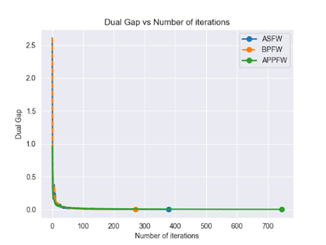 Dual Gap vs Number of iterations
ASFW
BPFW
APPFW
Dual Gap
2.5
2.0
1.5
1.0
0.5
0.0
0 100 200 300 400 500 600 700
Number of iterations